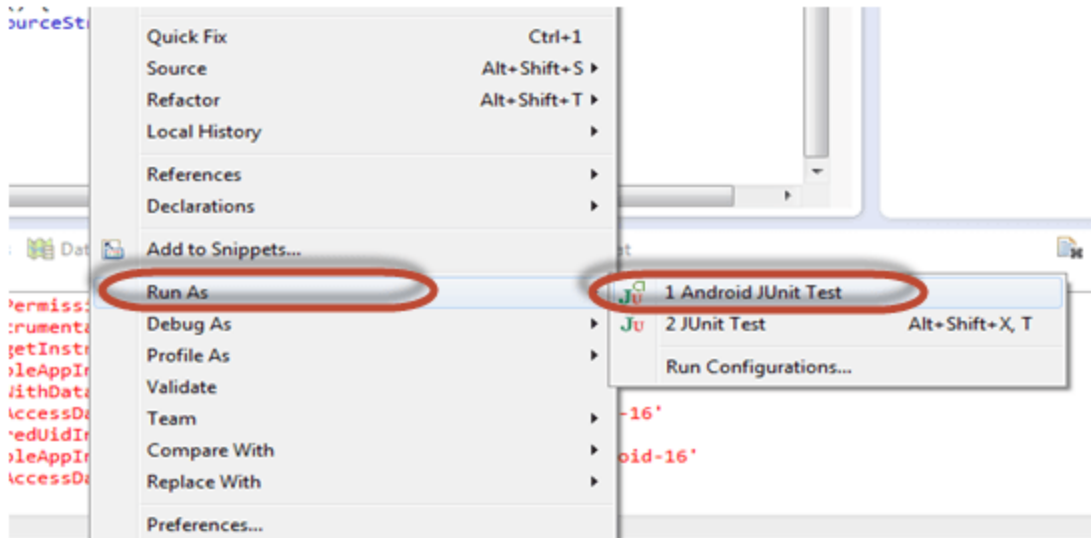 Quick Fix Ctrl+1
Source Alt+Shift+S
Refactor Alt+Shift+T
Local History
References
Declarations
Add to Snippets...
Run As
1 Android JUnit Test
Debug As
2 JUnit Test Alt+Shift+X, T
Profile As
Run Configurations...
Validate
Team
-16'
Compare With
oid-16'
Replace With
Preferences...